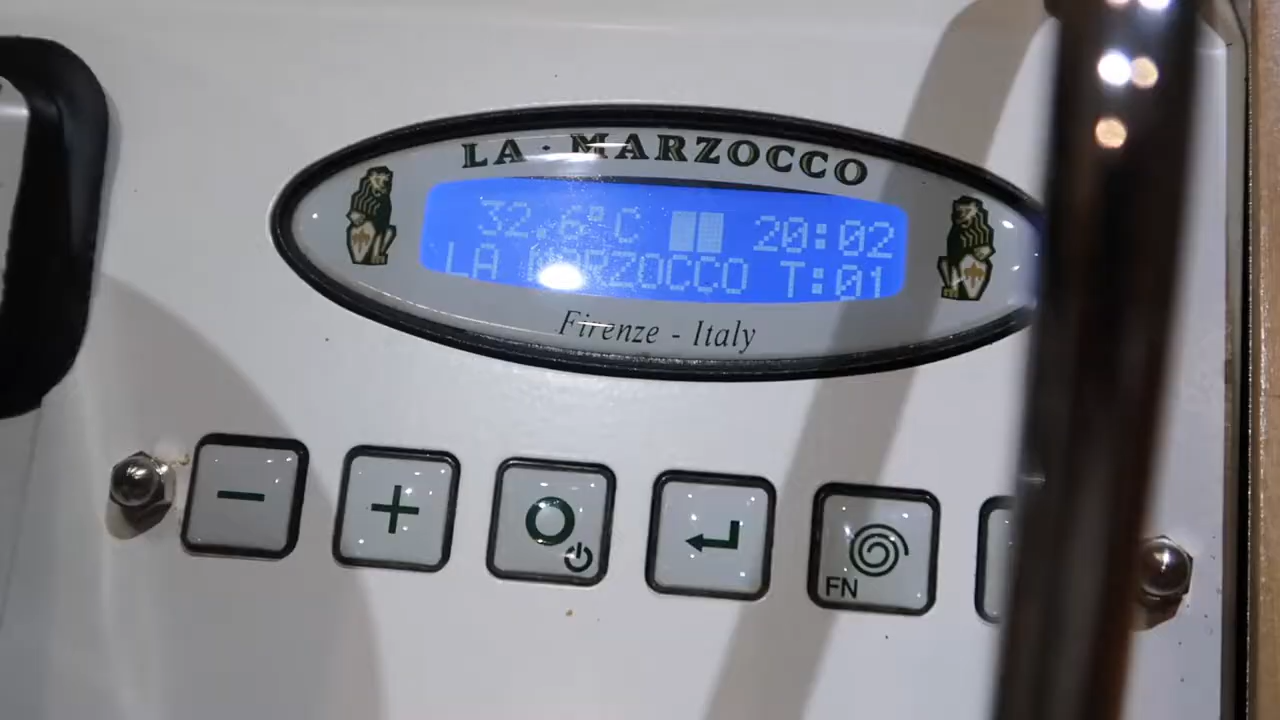 LA · MARZOCCO
32.6°C 20:02
LA MARZOCCO T:01
Firenze - Italy
FN